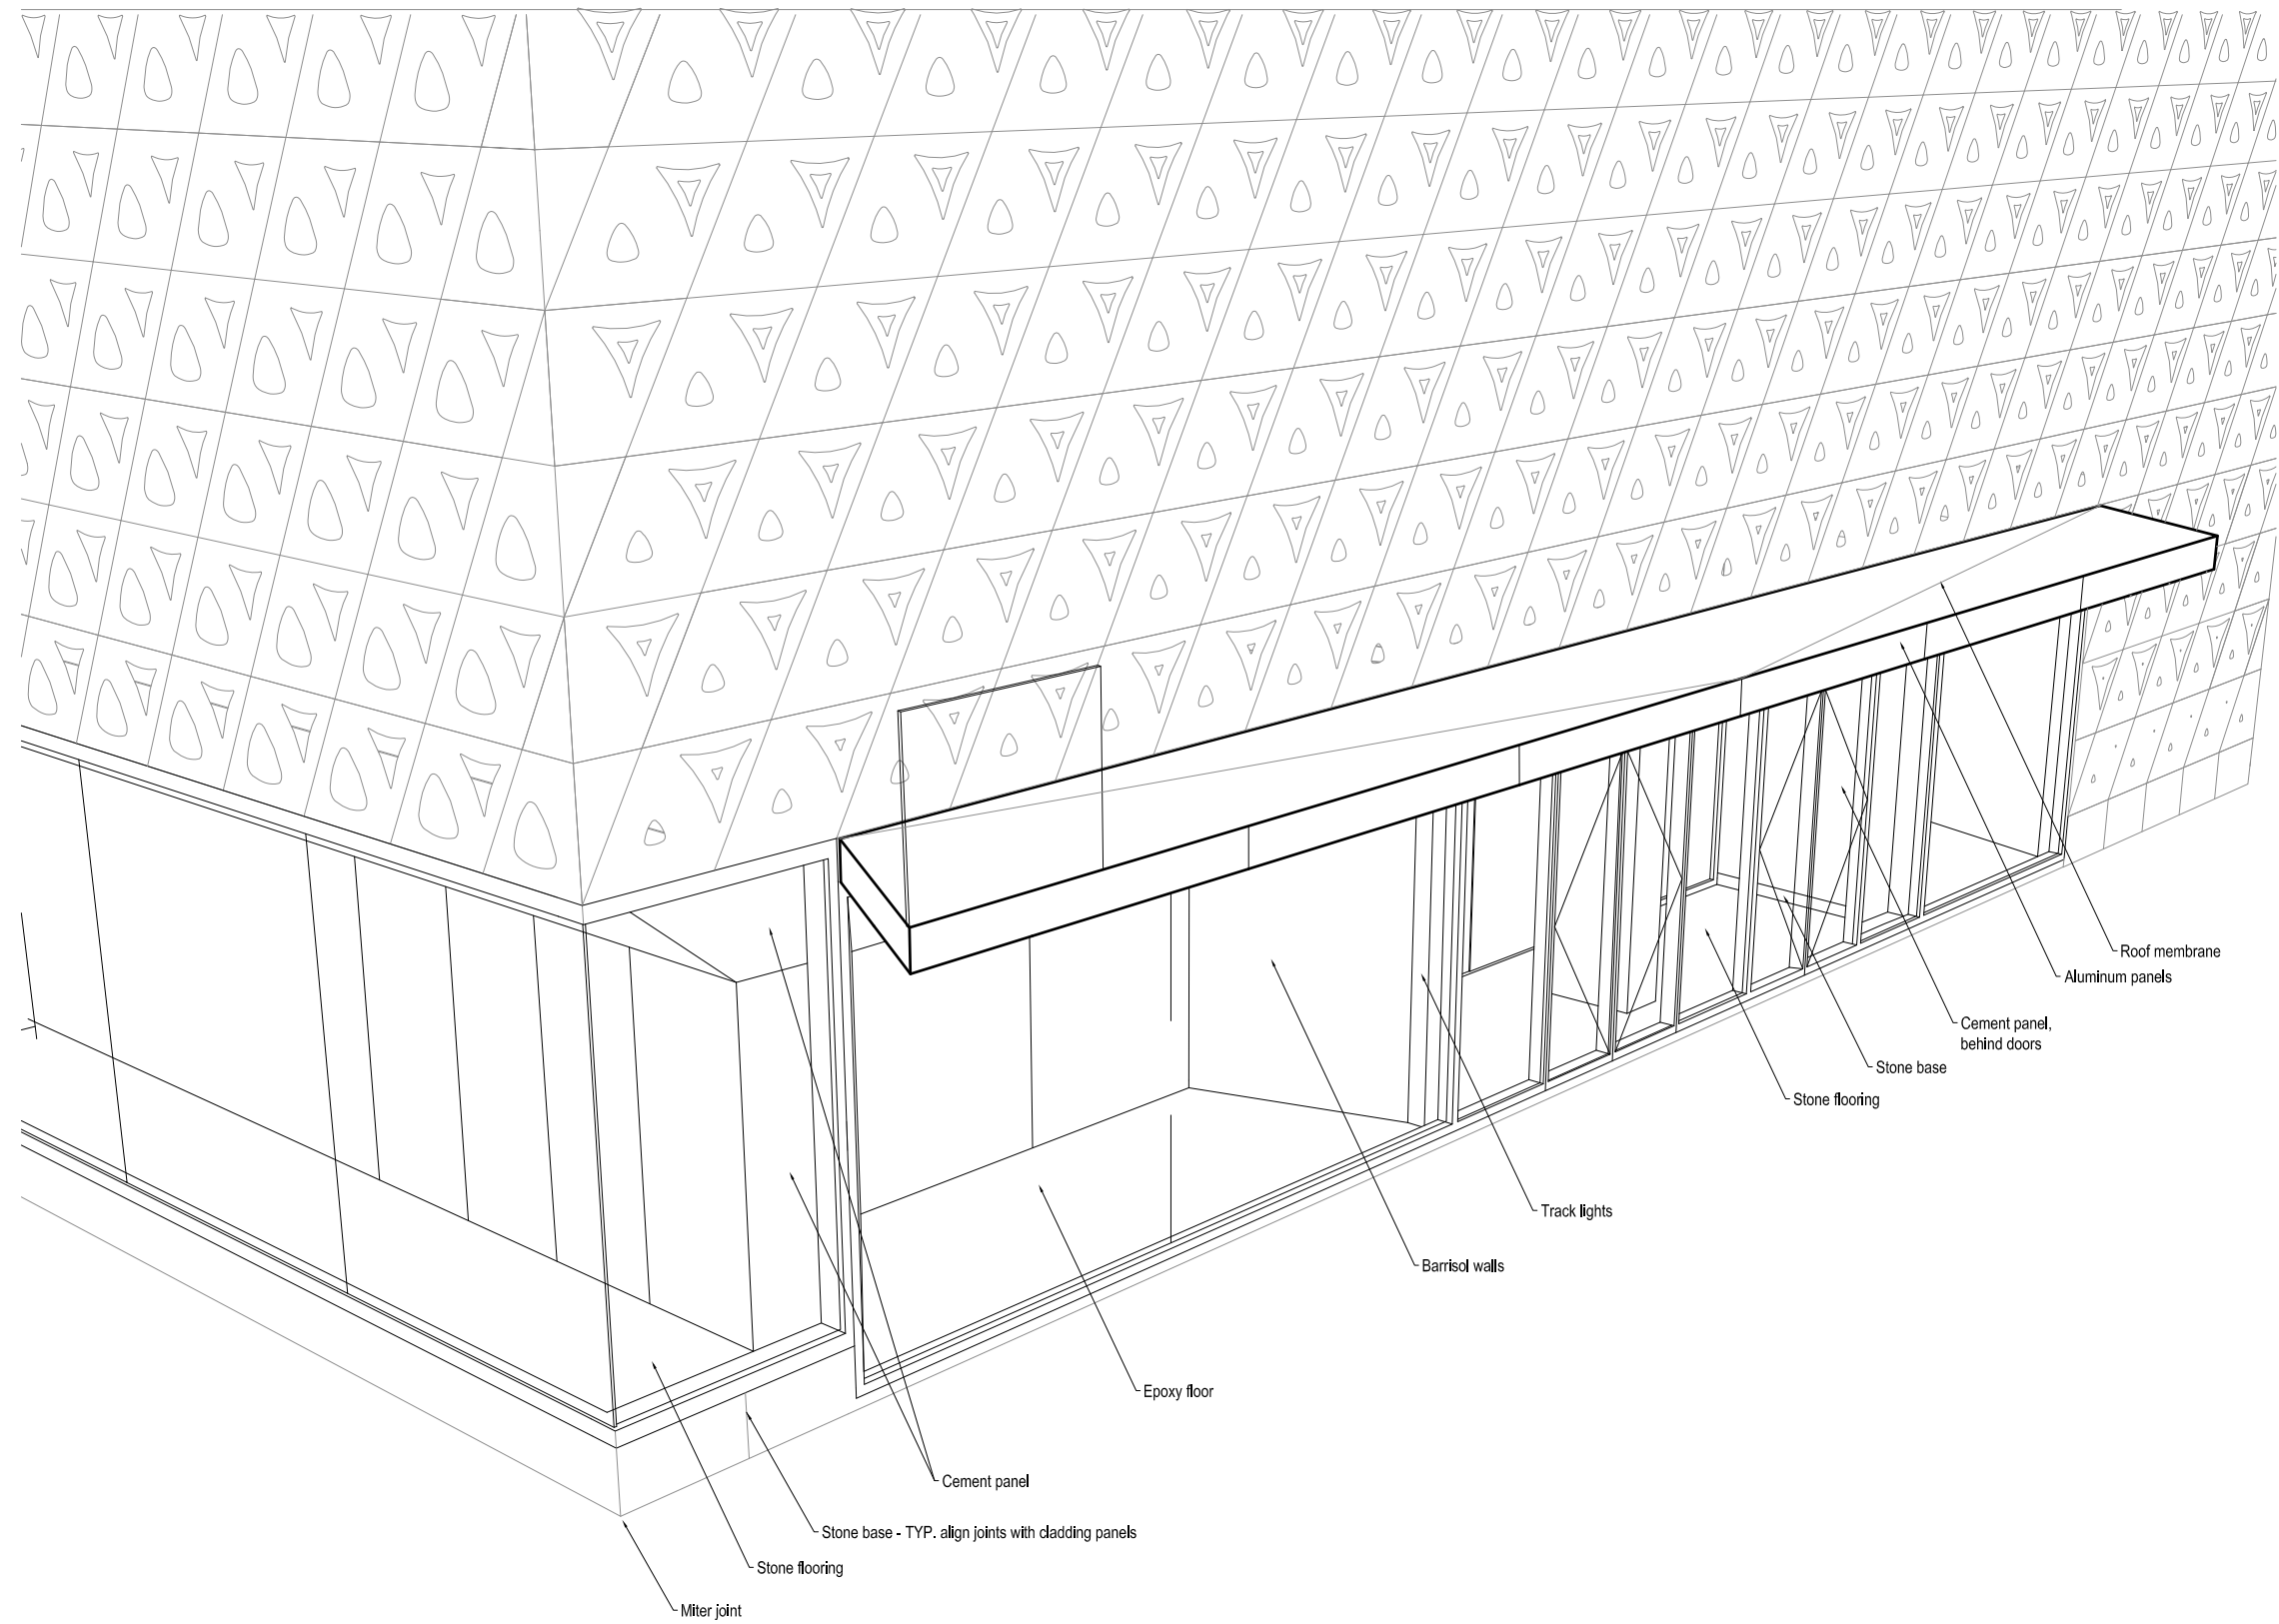 Roof membrane
Aluminum panels
Cement panel,
behind doors
Stone base
Stone flooring
Track lights
Barrisol walls
Epoxy floor
Cement panel
Stone base - TYP. align joints with cladding panels
Stone flooring
Miter joint